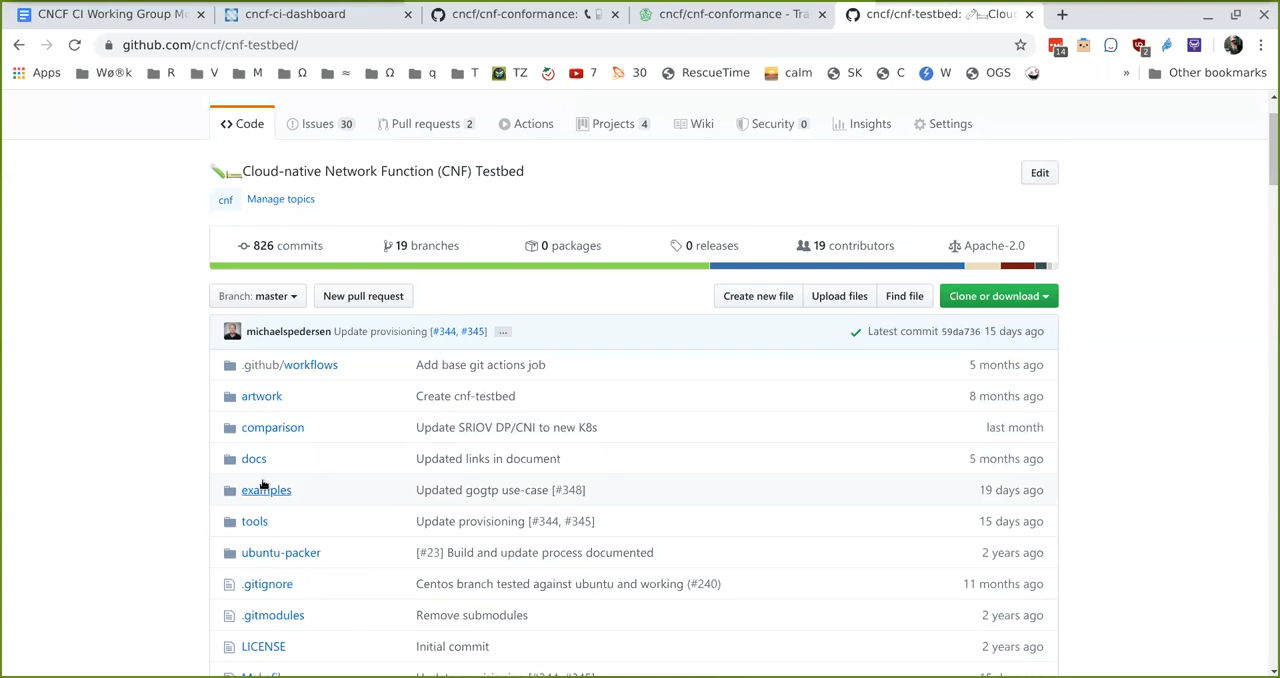 CNCF CI Working Group M
cncf-ci-dashboard
cncf/cnf-conformance:
cncf/cnf-conformance - Tra
cncf/cnf-testbed:
Clou
github.com/cncf/cnf-testbed/
14
2
Apps
Wø®k
R
V
M
Ω
≈
Ω
q
T
TZ
7
30
RescueTime
calm
SK
C
W
OGS
»
Other bookmarks
Code
Issues 30
Pull requests 2
Actions
Projects 4
Wiki
Security 0
Insights
Settings
Cloud-native Network Function (CNF) Testbed
Edit
cnf
Manage topics
826 commits
19 branches
0 packages
0 releases
19 contributors
Apache-2.0
Branch: master
New pull request
Create new file
Upload files
Find file
Clone or download
michaelspedersen Update provisioning [#344, #345] ...
Latest commit 59da736 15 days ago
.github/workflows Add base git actions job 5 months ago
artwork Create cnf-testbed 8 months ago
comparison Update SRIOV DP/CNI to new K8s last month
docs Updated links in document 5 months ago
examples Updated gogtp use-case [#348] 19 days ago
tools Update provisioning [#344, #345] 15 days ago
ubuntu-packer [#23] Build and update process documented 2 years ago
.gitignore Centos branch tested against ubuntu and working (#240) 11 months ago
.gitmodules Remove submodules 2 years ago
LICENSE Initial commit 2 years ago